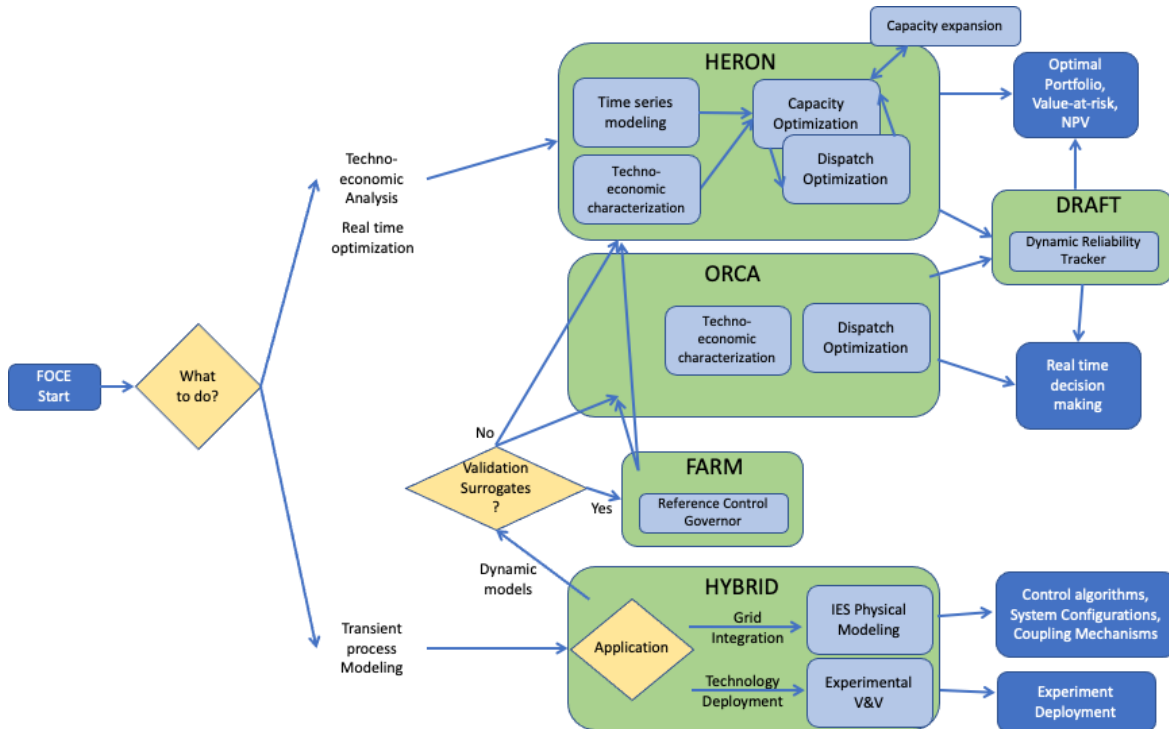 Capacity expansion
HERON
Time series
modeling
Capacity
Optimization
Dispatch
Optimization
Techno-
economic
characterization
Optimal
Portfolio,
Value-at-risk,
NPV
Techno-
economic
Analysis
Real time
optimization
DRAFT
Dynamic Reliability
Tracker
ORCA
Techno-
economic
characterization
Dispatch
Optimization
Real time
decision
making
FOCE
Start
What
to do?
No
Validation
Surrogates
?
Yes
FARM
Reference Control
Governor
Dynamic
models
HYBRID
Application
Grid
Integration
IES Physical
Modeling
Control algorithms,
System Configurations,
Coupling Mechanisms
Transient
process
Modeling
Technology
Deployment
Experimental
V&V
Experiment
Deployment